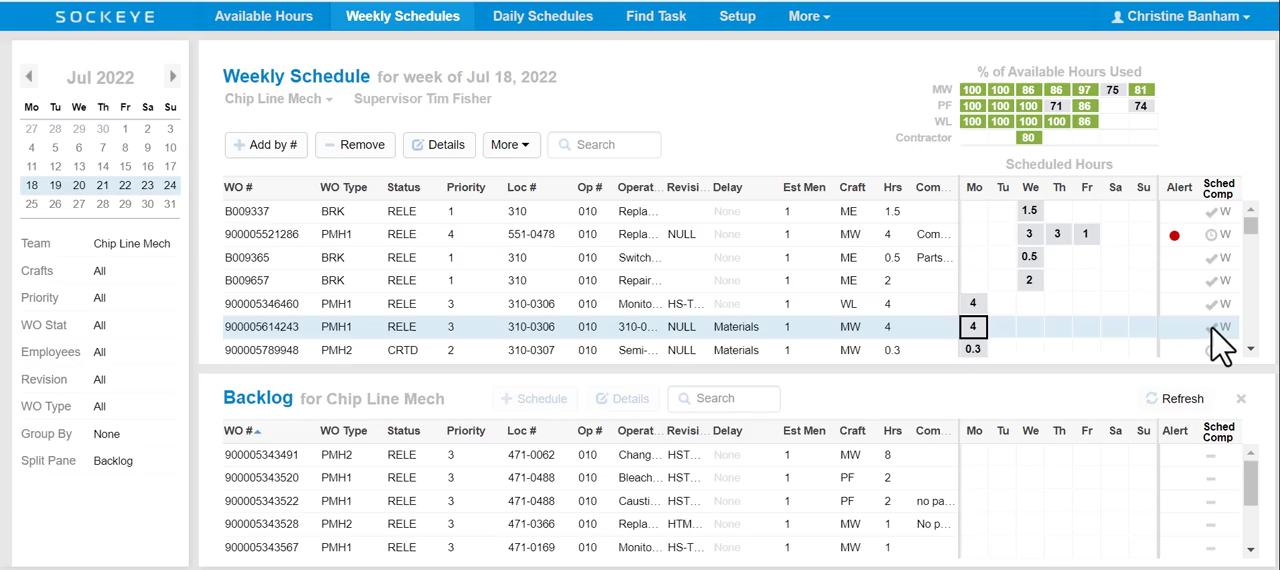 SOCKEYE Available Hours Weekly Schedules Daily Schedules Find Task Setup More Christine Banham
Jul 2022
Mo Tu We Th Fr Sa Su
27 28 29 30 1 2 3
4 5 6 7 8 9 10
11 12 13 14 15 16 17
18 19 20 21 22 23 24
25 26 27 28 29 30 31
Team Chip Line Mech
Crafts All
Priority All
WO Stat All
Employees All
Revision All
WO Type All
Group By None
Split Pane Backlog
Weekly Schedule for week of Jul 18, 2022
Chip Line Mech Supervisor Tim Fisher
% of Available Hours Used
MW 100 100 86 86 97 75 81
PF 100 100 100 71 86 74
WL 100 100 100 100 86
Contractor 80
Add by # Remove Details More Search
Scheduled Hours
WO # WO Type Status Priority Loc # Op # Operat... Revisi... Delay Est Men Craft Hrs Com... Mo Tu We Th Fr Sa Su Alert Sched Comp
B009337 BRK RELE 1 310 010 Repla... None 1 ME 1.5 1.5 W
900005521286 PMH1 RELE 4 551-0478 010 Repla... NULL None 1 MW 4 Com... 3 3 1 W
B009365 BRK RELE 1 310 010 Switch... None 1 ME 0.5 Parts... 0.5 W
B009657 BRK RELE 1 310 010 Repair... None 1 ME 2 2 W
900005346460 PMH1 RELE 3 310-0306 010 Monito... HS-T... None 1 WL 4 4 W
900005614243 PMH1 RELE 3 310-0306 010 310-0... NULL Materials 1 MW 4 4 W
900005789948 PMH2 CRTD 2 310-0307 010 Semi-... NULL Materials 1 MW 0.3 0.3
Backlog for Chip Line Mech Schedule Details Search Refresh
WO # WO Type Status Priority Loc # Op # Operat... Revisi... Delay Est Men Craft Hrs Com... Mo Tu We Th Fr Sa Su Alert Sched Comp
900005343491 PMH2 RELE 3 471-0062 010 Chang... HST... None 1 MW 8
900005343520 PMH1 RELE 3 471-0488 010 Bleach... HST... None 1 PF 2
900005343522 PMH1 RELE 3 471-0488 010 Causti... HST... None 1 PF 2 no pa...
900005343528 PMH2 RELE 3 471-0366 010 Repla... HTM... None 1 MW 1 No p...
900005343567 PMH1 RELE 3 471-0169 010 Monito... HS-T... None 1 MW 1